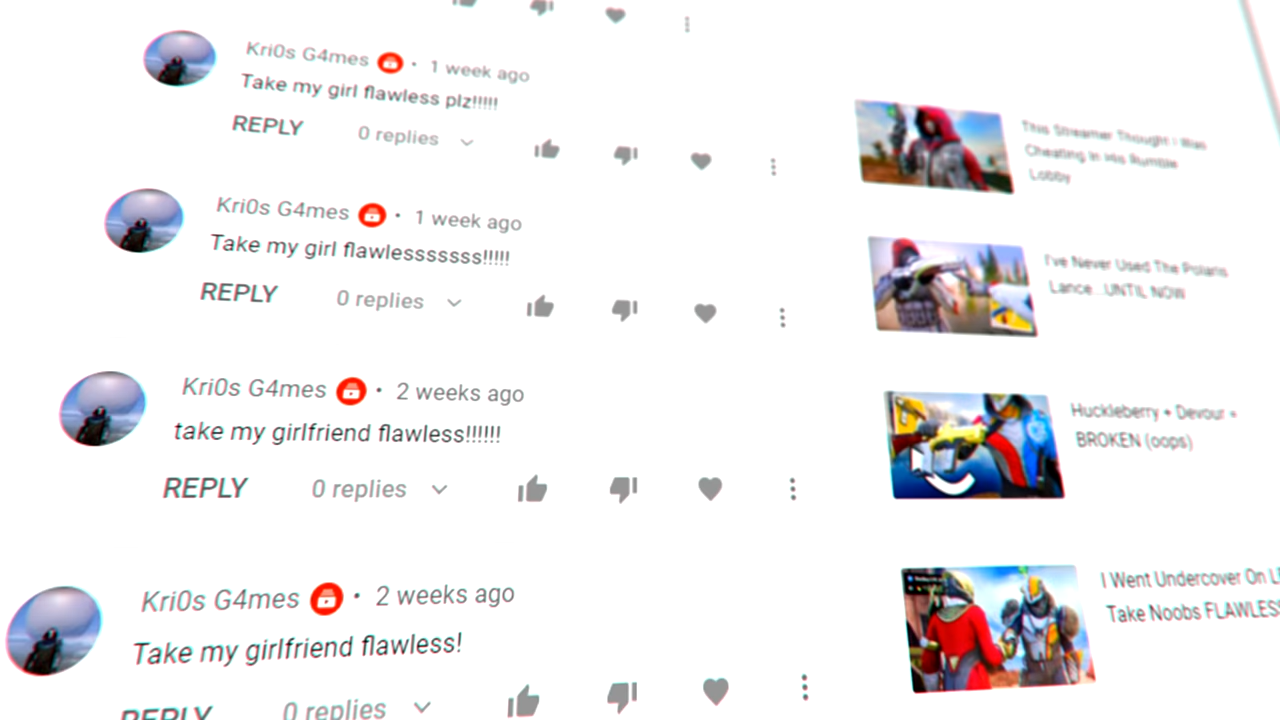 Kri0s G4mes • 1 week ago
Take my girl flawless plz!!!!!
REPLY 0 replies
Kri0s G4mes • 1 week ago
Take my girl flawlesssssss!!!!!
REPLY 0 replies
Kri0s G4mes • 2 weeks ago
take my girlfriend flawless!!!!!!
REPLY 0 replies
Kri0s G4mes • 2 weeks ago
Take my girlfriend flawless!
REPLY 0 replies
This Streamer Thought I Was
Cheating In His Rumble
Lobby
I've Never Used The Polaris
Lance...UNTIL NOW
Huckleberry + Devour =
BROKEN (oops)
I Went Undercover On
Take Noobs FLAWLESS